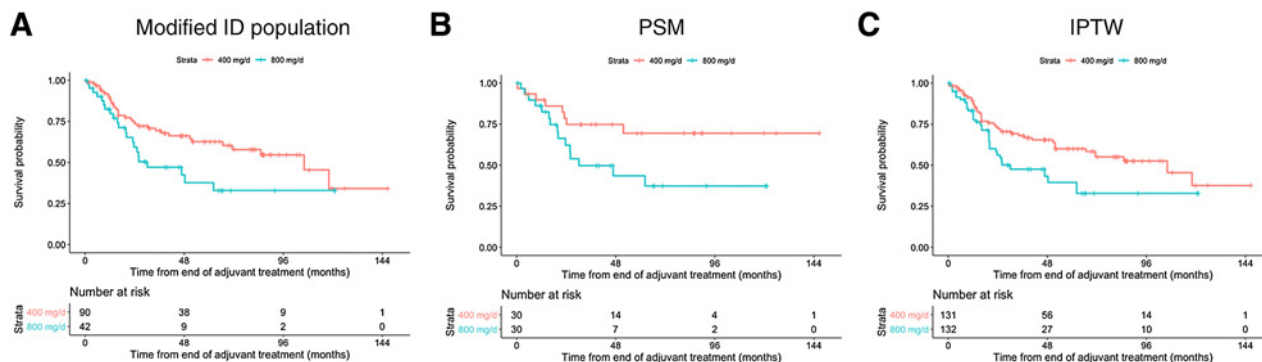 A Modified ID population
Strata 400 mg/d 800 mg/d
Survival probability
1.00
0.75
0.50
0.25
0.00
0 48 96 144
Time from end of adjuvant treatment (months)
Number at risk
Strata
400 mg/d 90 38 9 1
800 mg/d 42 9 2 0
0 48 96 144
Time from end of adjuvant treatment (months)
B PSM
Strata 400 mg/d 800 mg/d
Survival probability
1.00
0.75
0.50
0.25
0.00
0 48 96 144
Time from end of adjuvant treatment (months)
Number at risk
Strata
400 mg/d 30 14 4 1
800 mg/d 30 7 2 0
0 48 96 144
Time from end of adjuvant treatment (months)
C IPTW
Strata 400 mg/d 800 mg/d
Survival probability
1.00
0.75
0.50
0.25
0.00
0 48 96 144
Time from end of adjuvant treatment (months)
Number at risk
Strata
400 mg/d 131 56 14 1
800 mg/d 132 27 10 0
0 48 96 144
Time from end of adjuvant treatment (months)